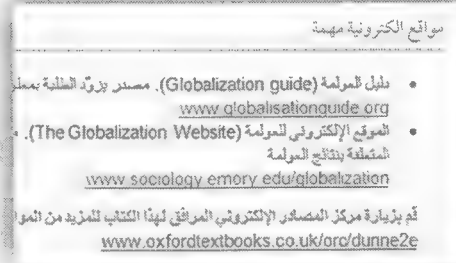 مواقع الكترونية مهمة
دليل العولمة (Globalization guide). مصدر يزوّد الطلبة
www globalisationguide org
الموقع الإلكتروني للعولمة (The Globalization Website).
المتعلقة بنتائج العولمة
www sociology emory edu/globalization
قم بزيارة مركز المصادر الإلكتروني المرافق لهذا الكتاب للمزيد من
www.oxfordtextbooks.co.uk/orc/dunne2e